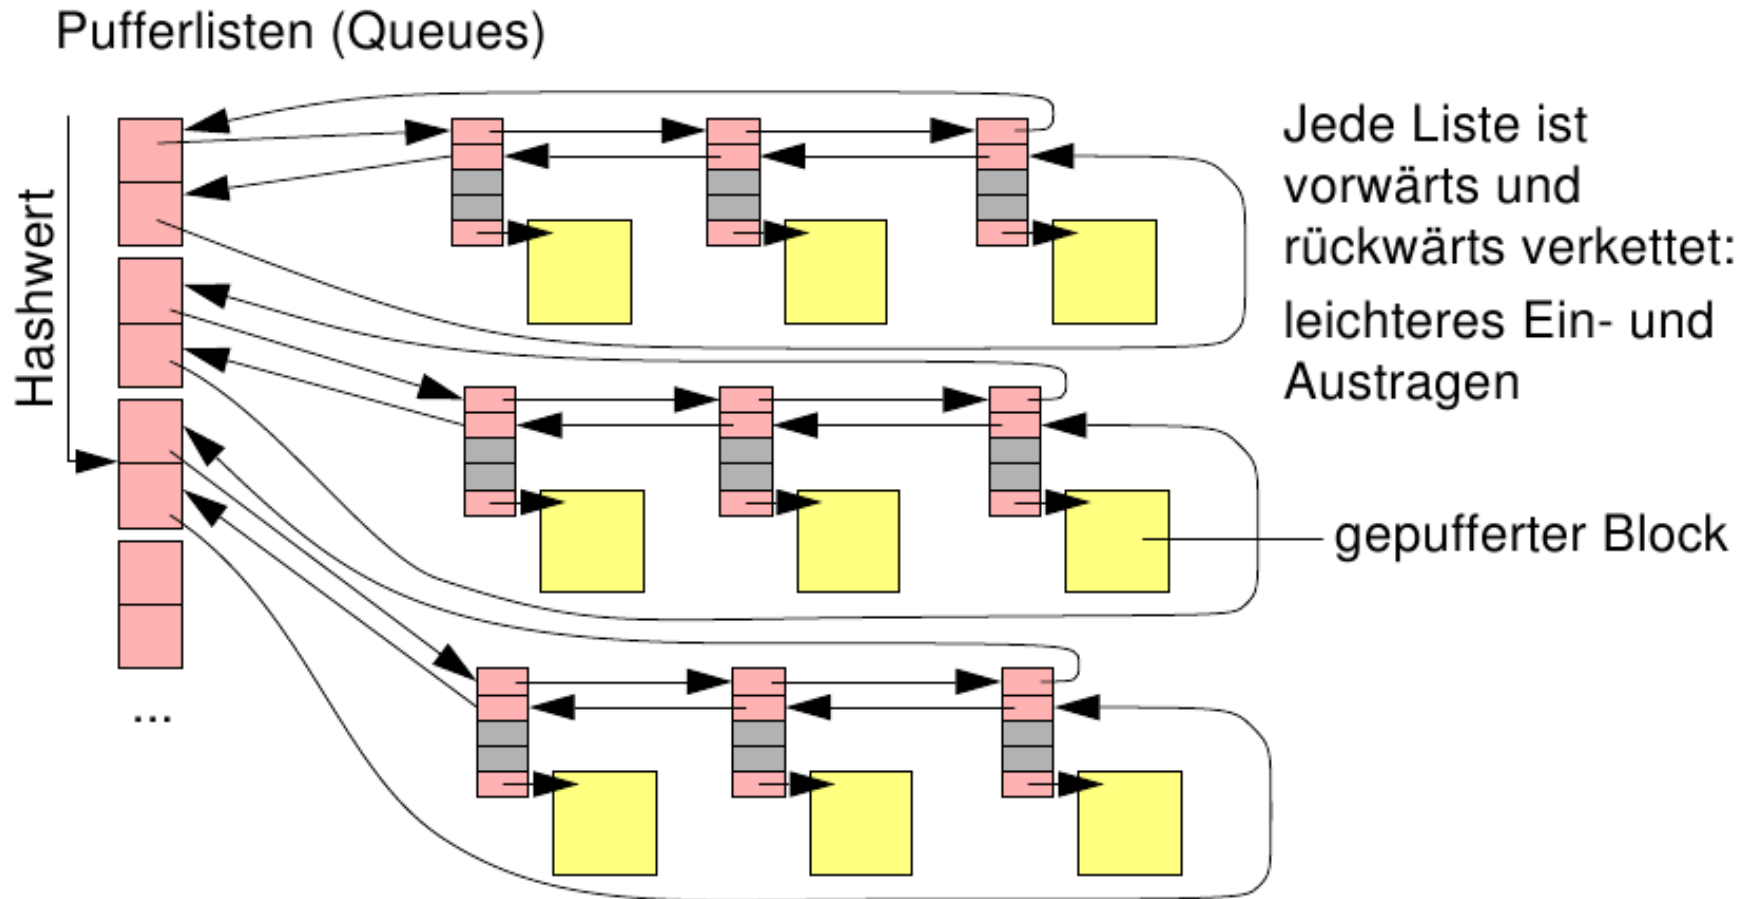 Pufferlisten (Queues)
Hashwert
Jede Liste ist
vorwärts und
rückwärts verkettet:
leichteres Ein- und
Austragen
gepufferter Block
...